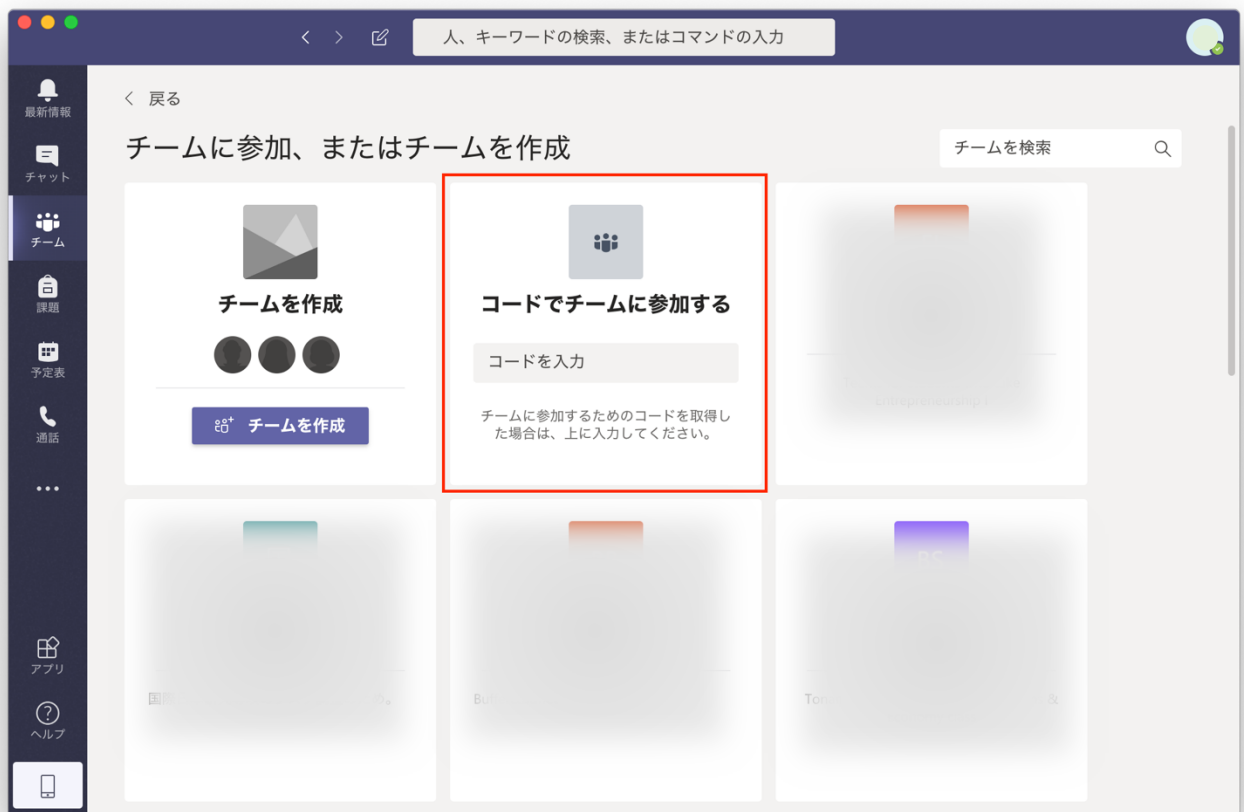 人、キーワードの検索、またはコマンドの入力
最新情報
チャット
チーム
課題
予定表
通話
アプリ
ヘルプ
戻る
チームに参加、またはチームを作成
チームを検索
チームを作成
チームを作成
コードでチームに参加する
コードを入力
チームに参加するためのコードを取得し
た場合は、上に入力してください。
Entrepreneurship